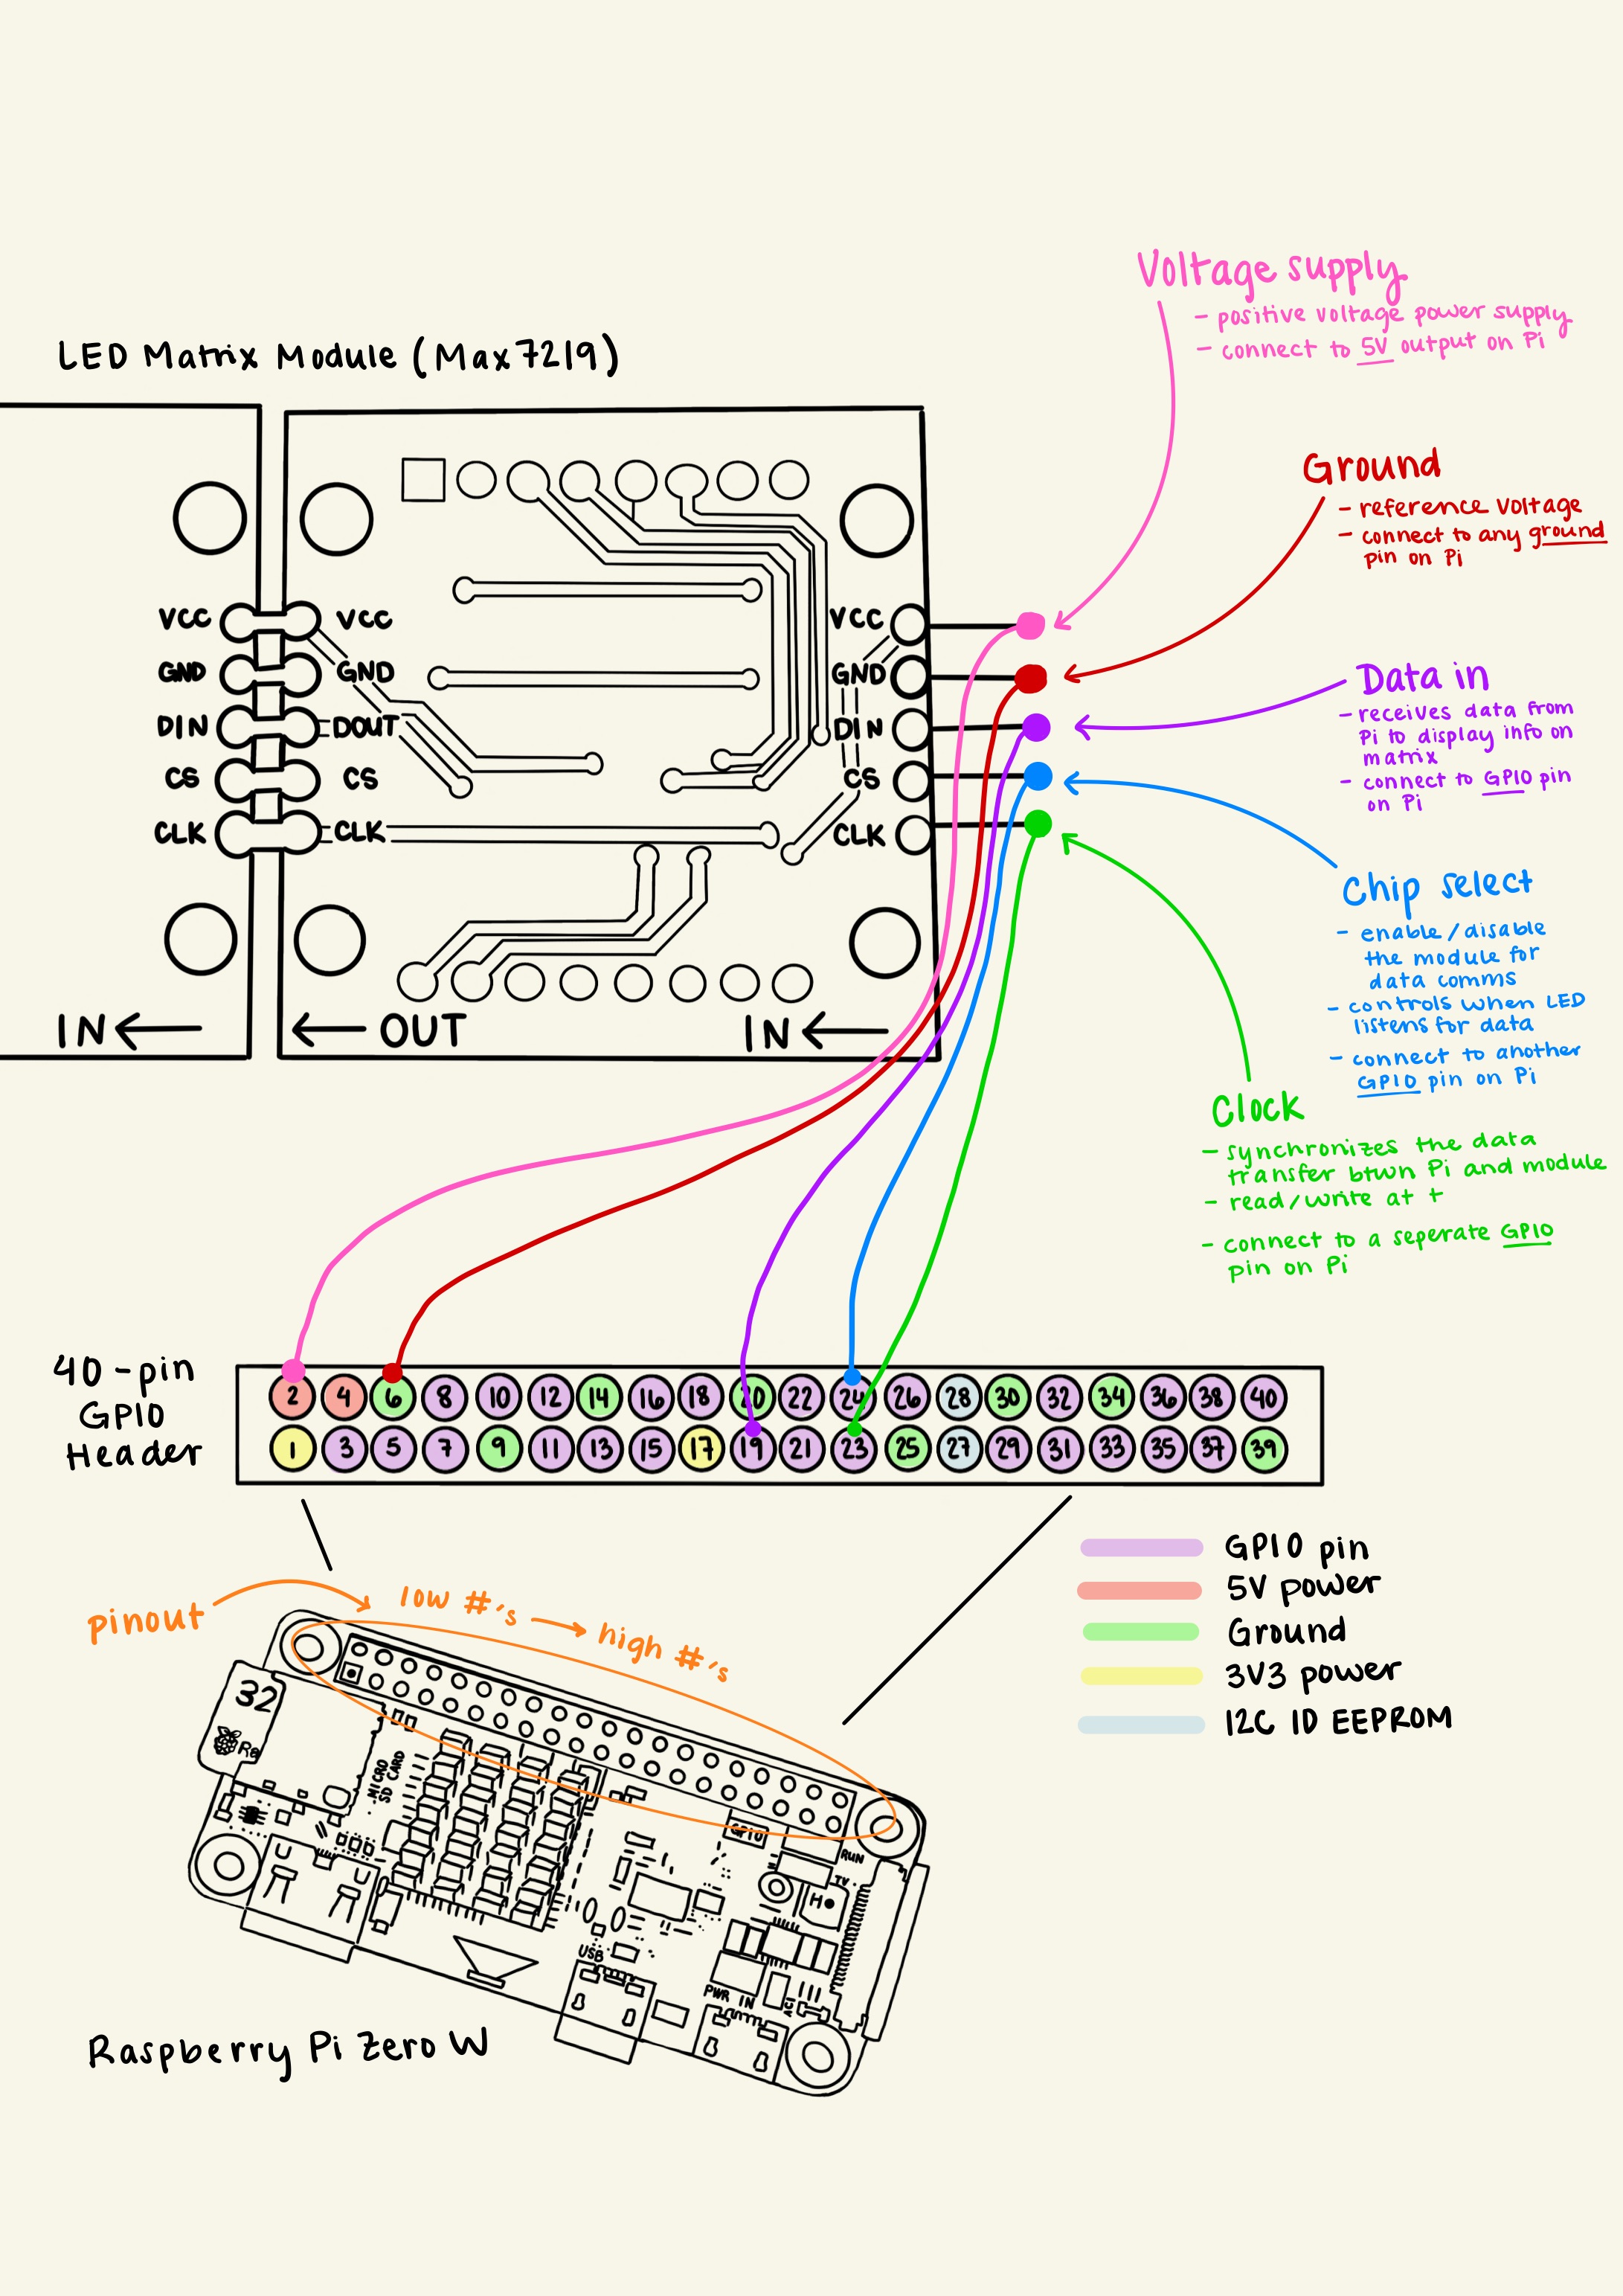 Voltage supply
- positive voltage power supply
- connect to 5V output on Pi
LED Matrix Module (Max7219)
Ground
- reference voltage
- connect to any ground
pin on Pi
VCC VCC VCC
GND GND GND
DIN DOUT DIN
CS CS CS
CLK CLK CLK
IN OUT IN
Data in
- receives data from
Pi to display info on
matrix
- connect to GPIO pin
on Pi
Chip select
- enable/disable
the module for
data comms
- controls when LED
listens for data
- connect to another
GPIO pin on Pi
Clock
- synchronizes the data
transfer btwn Pi and module
- read/write at +
- connect to a seperate GPIO
pin on Pi
40-pin
GPIO
Header
2 4 6 8 10 12 14 16 18 20 22 24 26 28 30 32 34 36 38 40
1 3 5 7 9 11 13 15 17 19 21 23 25 27 29 31 33 35 37 39
GPIO pin
5V power
Ground
3V3 power
I2C ID EEPROM
pinout
low #'s → high #'s
32
Ra
MICRO
SD CARD
GPIO
RUN
TV
H
USB
PWR IN
ACT
Raspberry Pi Zero W